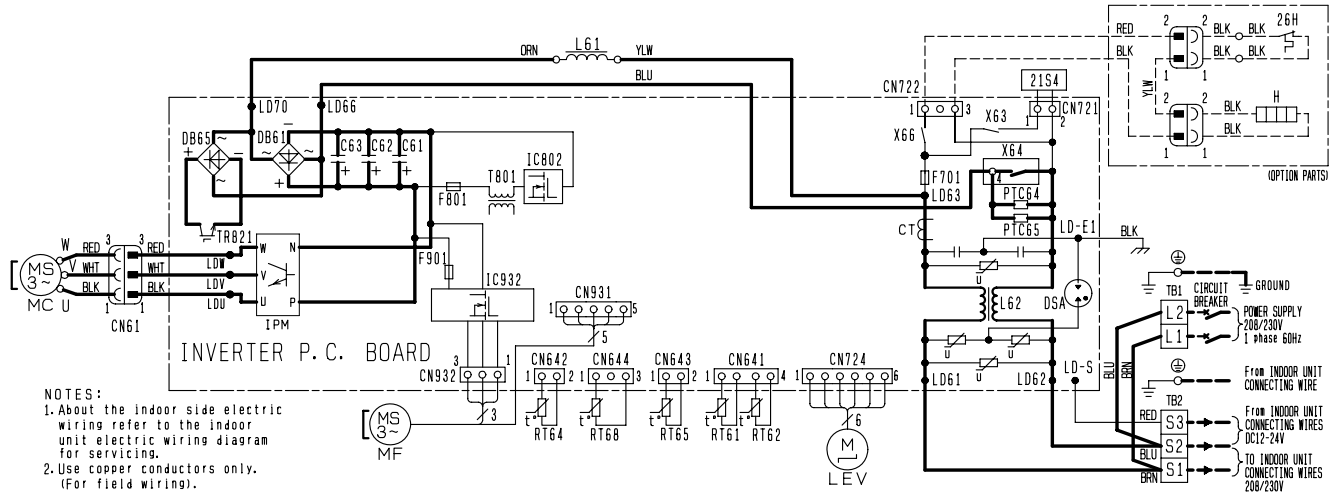 RED
BLK
2
2
BLK
BLK
26H
BLK
BLK
1
1
YLW
2
2
BLK
H
BLK
1
1
(OPTION PARTS)
ORN
L61
YLW
BLU
LD70
LD66
CN722
1
3
21S4
1
2
CN721
X63
X66
X64
4
DB65
~
+
-
~
DB61
-
~
~
+
C63
C62
C61
+
+
+
IC802
T801
F801
F701
LD63
PTC64
PTC65
CT
LD-E1
BLK
TR821
W
V
U
RED
WHT
BLK
3
3
1
1
RED
WHT
BLK
LDW
LDV
LDU
W
V
U
N
P
IPM
MS
3~
MC
CN61
F901
IC932
CN931
1
5
5
U
L62
DSA
U
U
U
LD61
LD62
LD-S
GROUND
TB1
CIRCUIT
BREAKER
L2
L1
POWER SUPPLY
208/230V
1 phase 60Hz
BLU
BRN
From INDOOR UNIT
CONNECTING WIRE
TB2
RED
S3
From INDOOR UNIT
CONNECTING WIRES
DC12-24V
BLU
S2
BRN
S1
TO INDOOR UNIT
CONNECTING WIRES
208/230V
INVERTER P.C. BOARD
3
1
CN932
3
MS
3~
MF
CN642
1
2
t°
RT64
CN644
1
3
t°
RT68
CN643
1
2
t°
RT65
CN641
1
4
t°
t°
RT61
RT62
CN724
1
6
6
M
LEV
NOTES:
1. About the indoor side electric
wiring refer to the indoor
unit electric wiring diagram
for servicing.
2. Use copper conductors only.
(For field wiring).